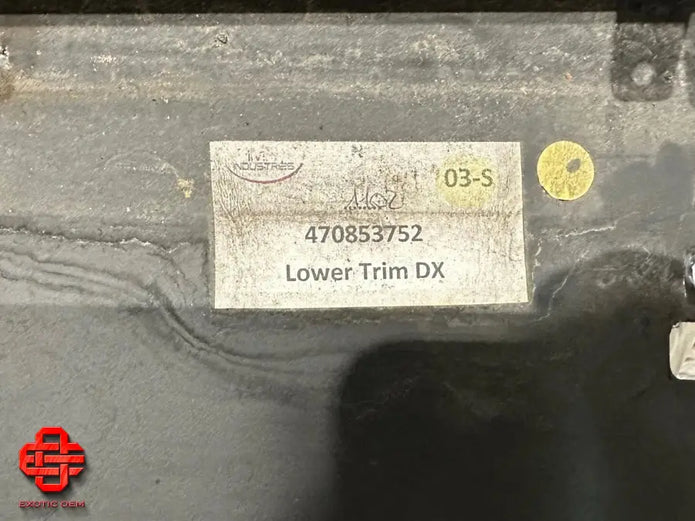 INDUSTRIES
03-S
470853752
Lower Trim DX
EXOTIC OEM